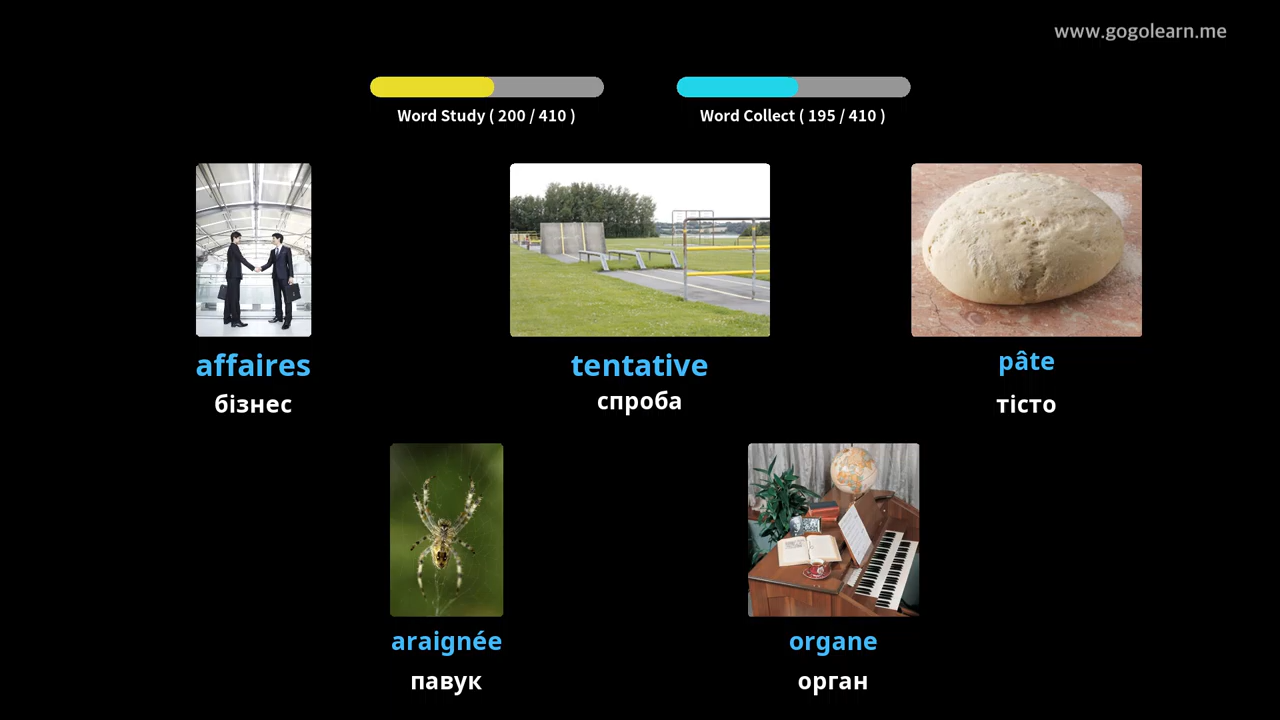 www.gogolearn.me
Word Study ( 200 / 410 )
Word Collect ( 195 / 410 )
affaires
бізнес
tentative
спроба
pâte
тісто
araignée
павук
organe
орган